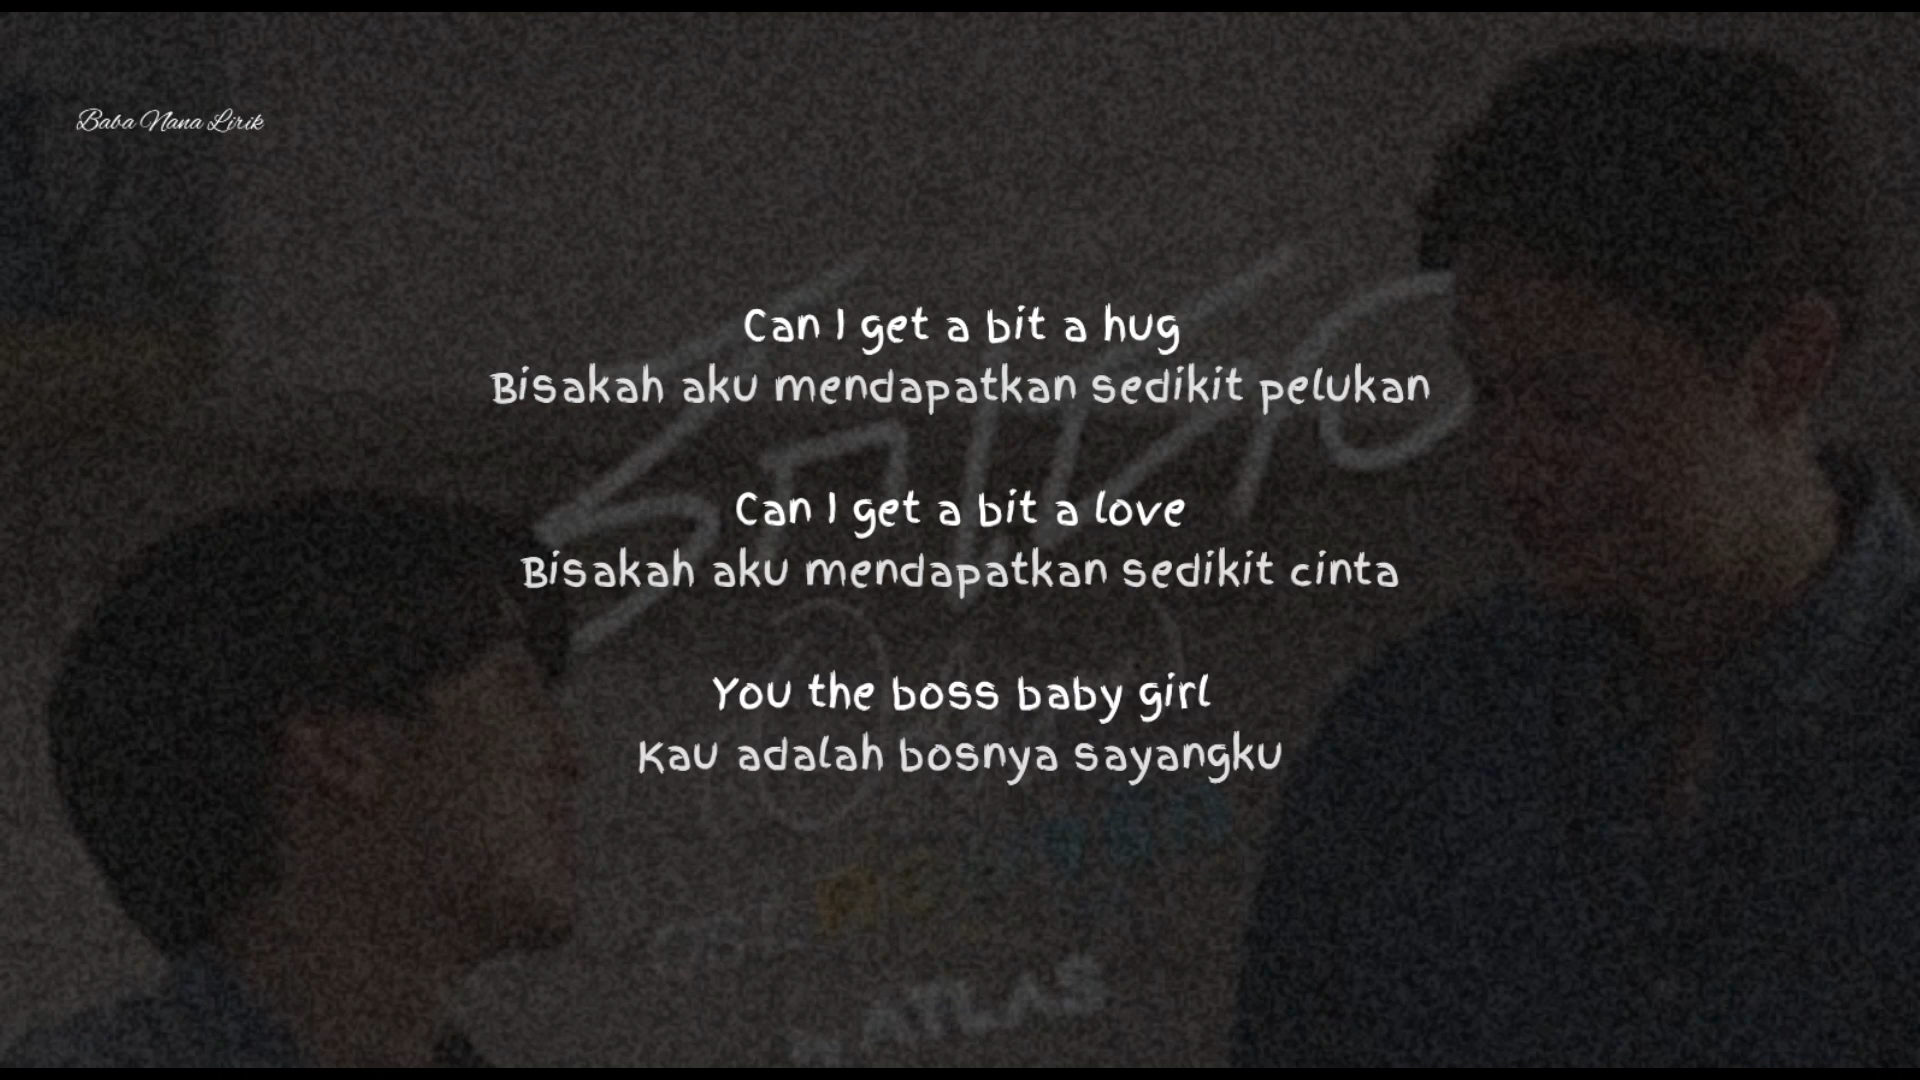 Baba Nana Lirik
Can I get a bit a hug
Bisakah aku mendapatkan sedikit pelukan
Can I get a bit a love
Bisakah aku mendapatkan sedikit cinta
You the boss baby girl
Kau adalah bosnya sayangku
ATLAS